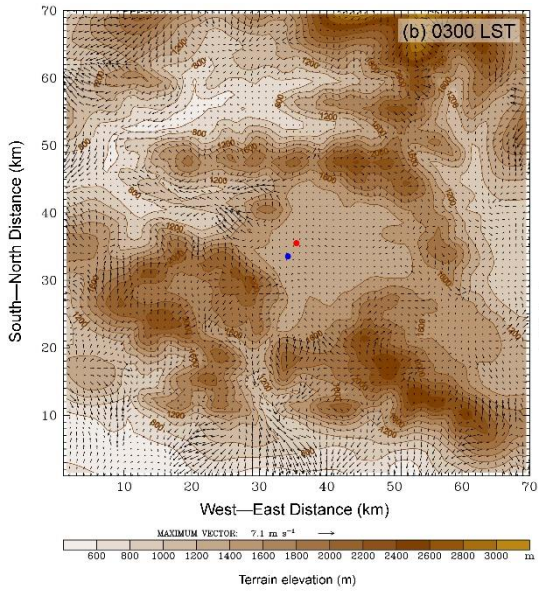 (b) 0300 LST
South—North Distance (km)
70
60
50
40
30
20
10
10 20 30 40 50 60 70
West—East Distance (km)
MAXIMUM VECTOR: 7.1 m s⁻¹
600 800 1000 1200 1400 1600 1800 2000 2200 2400 2600 2800 3000 m
Terrain elevation (m)